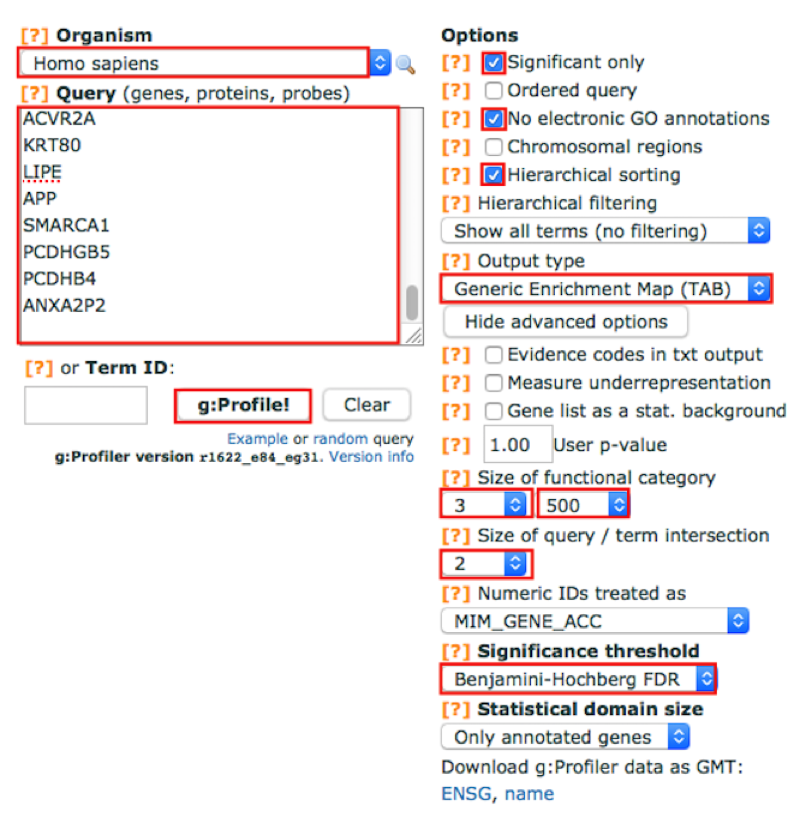 [?] Organism
Homo sapiens
[?] Query (genes, proteins, probes)
ACVR2A
KRT80
LIPE
APP
SMARCA1
PCDHGB5
PCDHB4
ANXA2P2
[?] or Term ID:
g:Profile! Clear
Example or random query
g:Profiler version r1622_e84_eg31. Version info
Options
[?] Significant only
[?] Ordered query
[?] No electronic GO annotations
[?] Chromosomal regions
[?] Hierarchical sorting
[?] Hierarchical filtering
Show all terms (no filtering)
[?] Output type
Generic Enrichment Map (TAB)
Hide advanced options
[?] Evidence codes in txt output
[?] Measure underrepresentation
[?] Gene list as a stat. background
[?] 1.00 User p-value
[?] Size of functional category
3 500
[?] Size of query / term intersection
2
[?] Numeric IDs treated as
MIM_GENE_ACC
[?] Significance threshold
Benjamini-Hochberg FDR
[?] Statistical domain size
Only annotated genes
Download g:Profiler data as GMT:
ENSG, name